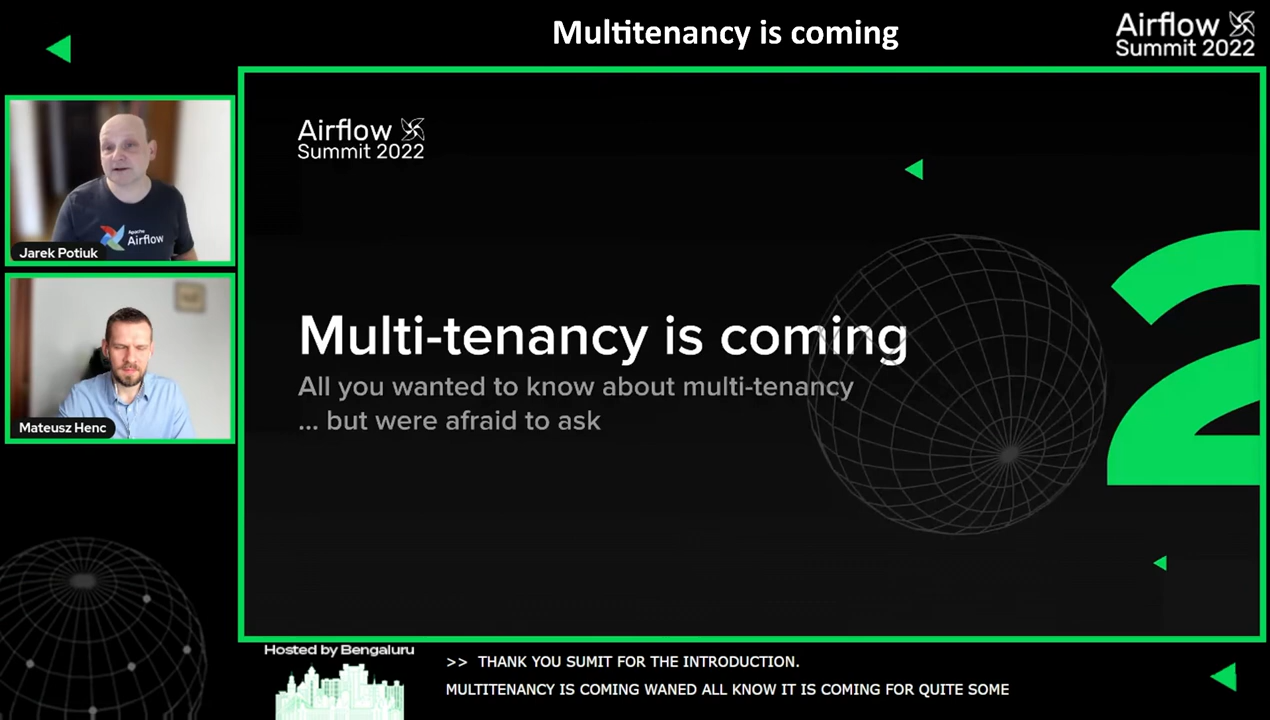 Multitenancy is coming
Airflow
Summit 2022
Apache
Airflow
Jarek Potiuk
Mateusz Henc
Airflow
Summit 2022
Multi-tenancy is coming
All you wanted to know about multi-tenancy
... but were afraid to ask
2
Hosted by Bengaluru
>> THANK YOU SUMIT FOR THE INTRODUCTION.
MULTITENANCY IS COMING WANED ALL KNOW IT IS COMING FOR QUITE SOME